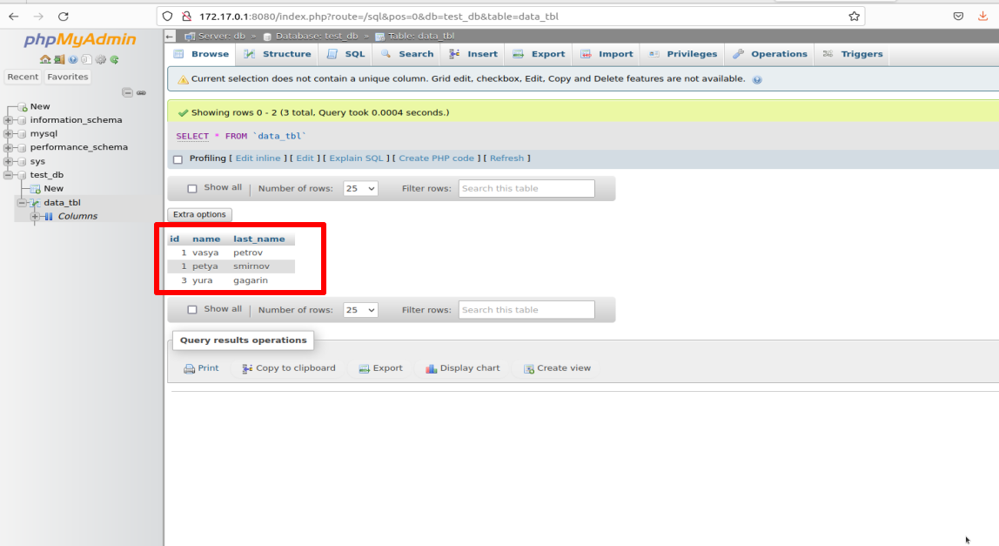 172.17.0.1:8080/index.php?route=/sql&pos=0&db=test_db&table=data_tbl
phpMyAdmin
Recent Favorites
New
information_schema
mysql
performance_schema
sys
test_db
New
data_tbl
Columns
Server: db » Database: test_db » Table: data_tbl
Browse Structure SQL Search Insert Export Import Privileges Operations Triggers
Current selection does not contain a unique column. Grid edit, checkbox, Edit, Copy and Delete features are not available.
Showing rows 0 - 2 (3 total, Query took 0.0004 seconds.)
SELECT * FROM `data_tbl`
Profiling [ Edit inline ] [ Edit ] [ Explain SQL ] [ Create PHP code ] [ Refresh ]
Show all | Number of rows: 25 Filter rows: Search this table
Extra options
id name last_name
1 vasya petrov
1 petya smirnov
3 yura gagarin
Show all | Number of rows: 25 Filter rows: Search this table
Query results operations
Print Copy to clipboard Export Display chart Create view